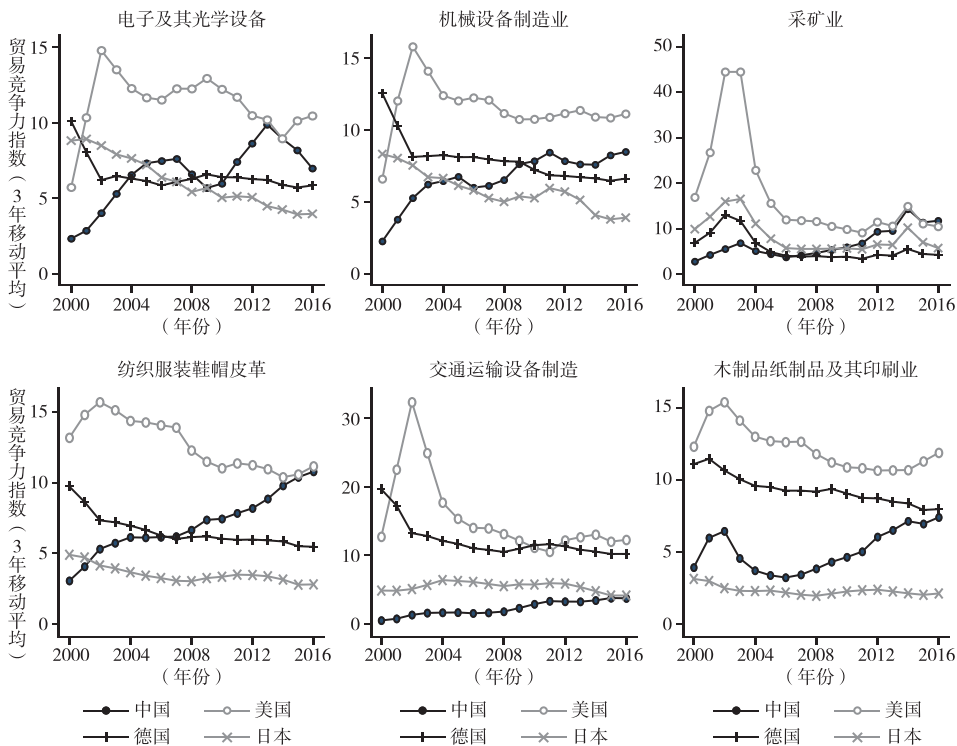 电子及其光学设备
机械设备制造业
采矿业
贸易竞争力指数（3年移动平均）
15
10
5
0
2000 2004 2008 2012 2016
（年份）
15
10
5
0
2000 2004 2008 2012 2016
（年份）
50
40
30
20
10
0
2000 2004 2008 2012 2016
（年份）
纺织服装鞋帽皮革
交通运输设备制造
木制品纸制品及其印刷业
贸易竞争力指数（3年移动平均）
15
10
5
0
2000 2004 2008 2012 2016
（年份）
30
20
10
0
2000 2004 2008 2012 2016
（年份）
15
10
5
0
2000 2004 2008 2012 2016
（年份）
中国 美国
德国 日本
中国 美国
德国 日本
中国 美国
德国 日本